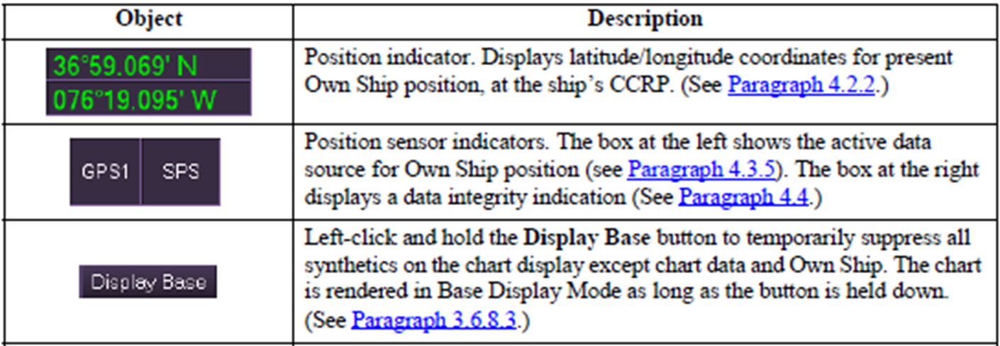 Object
Description
36°59.069' N
076°19.095' W
Position indicator. Displays latitude/longitude coordinates for present
Own Ship position, at the ship's CCRP. (See Paragraph 4.2.2.)
GPS1 SPS
Position sensor indicators. The box at the left shows the active data
source for Own Ship position (see Paragraph 4.3.5). The box at the right
displays a data integrity indication (See Paragraph 4.4.)
Display Base
Left-click and hold the Display Base button to temporarily suppress all
synthetics on the chart display except chart data and Own Ship. The chart
is rendered in Base Display Mode as long as the button is held down.
(See Paragraph 3.6.8.3.)